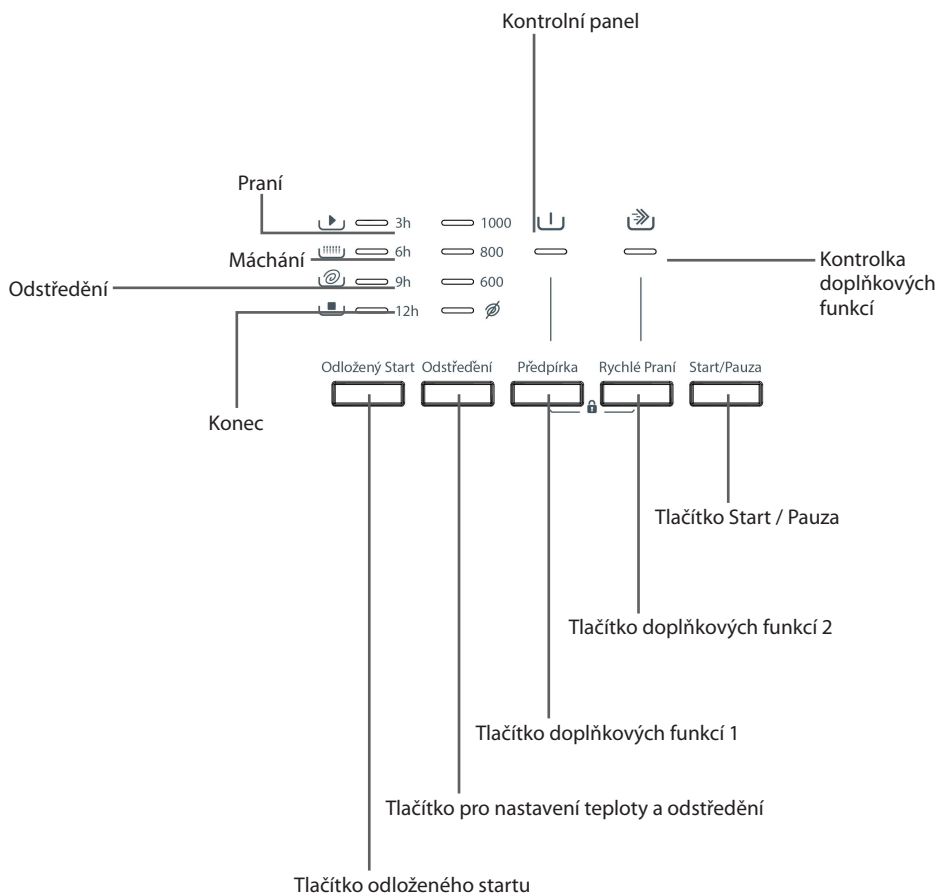 Kontrolní panel
Praní
3h
1000
Máchání
6h
800
Kontrolka
doplňkových
funkcí
Odstředění
9h
600
12h
Konec
Odložený Start
Odstředění
Předpírka
Rychlé Praní
Start/Pauza
Tlačítko Start / Pauza
Tlačítko doplňkových funkcí 2
Tlačítko doplňkových funkcí 1
Tlačítko pro nastavení teploty a odstředění
Tlačítko odloženého startu